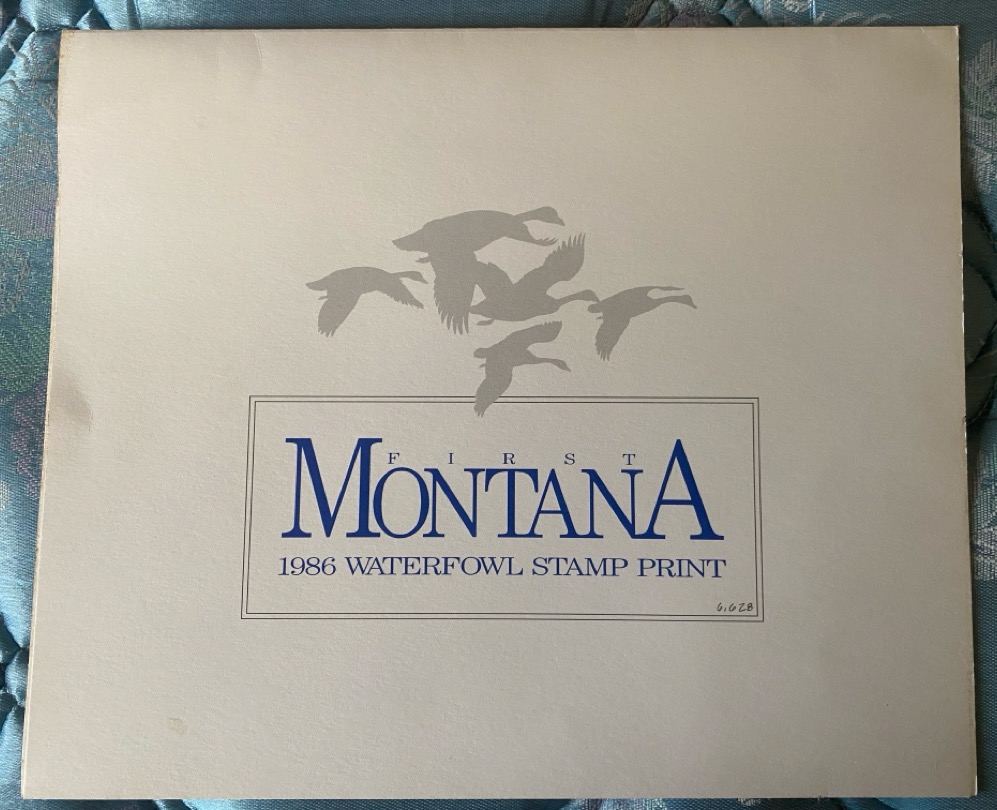 FIRST
MONTANA
1986 WATERFOWL STAMP PRINT
6,628